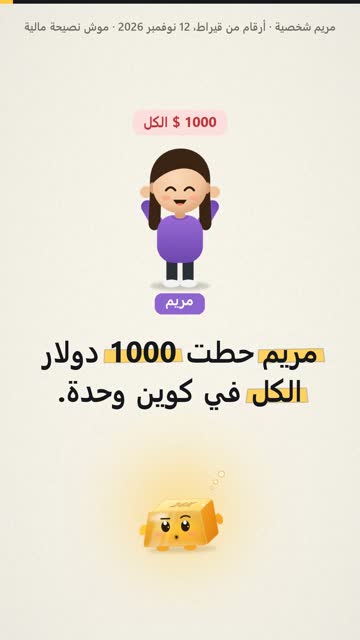 مريم شخصية · أرقام من قيراط، 12 نوفمبر 2026 · موش نصيحة مالية
1000 $ الكل
مريم
مريم حطت 1000 دولار
الكل في كوين وحدة.